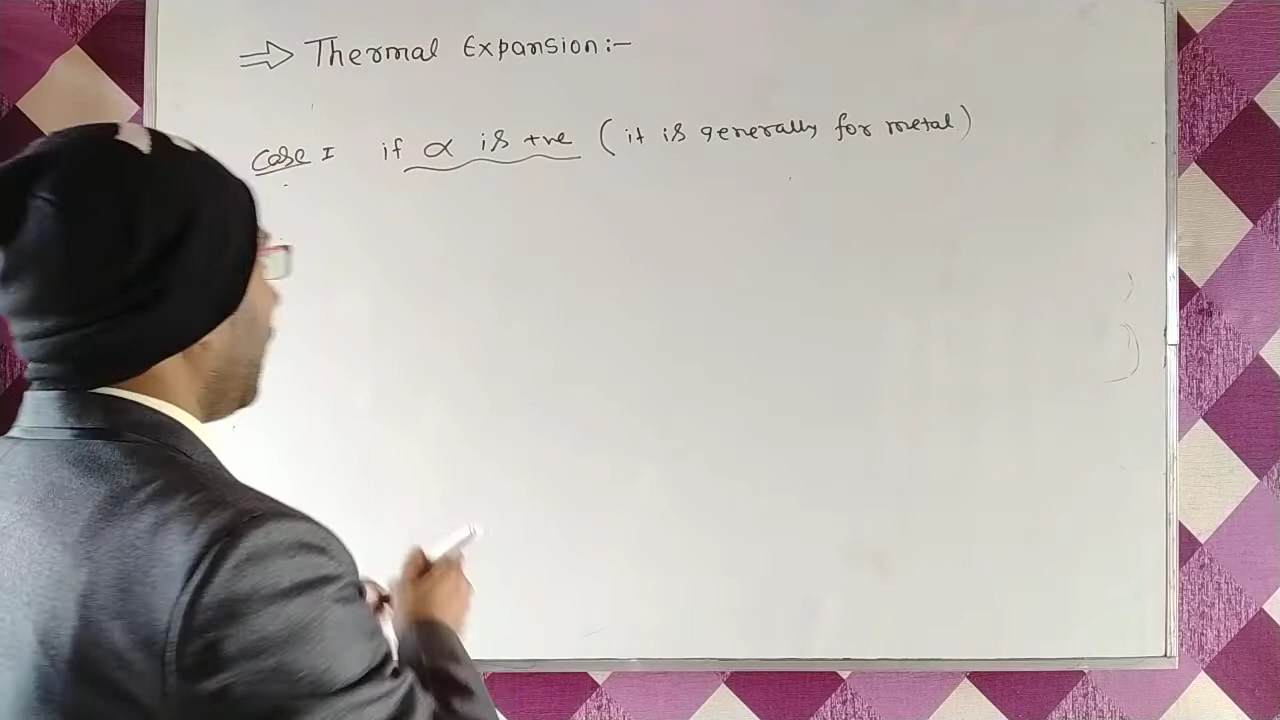 ⇒ Thermal Expansion:-
Case I if α is +ve (it is generally for metal)